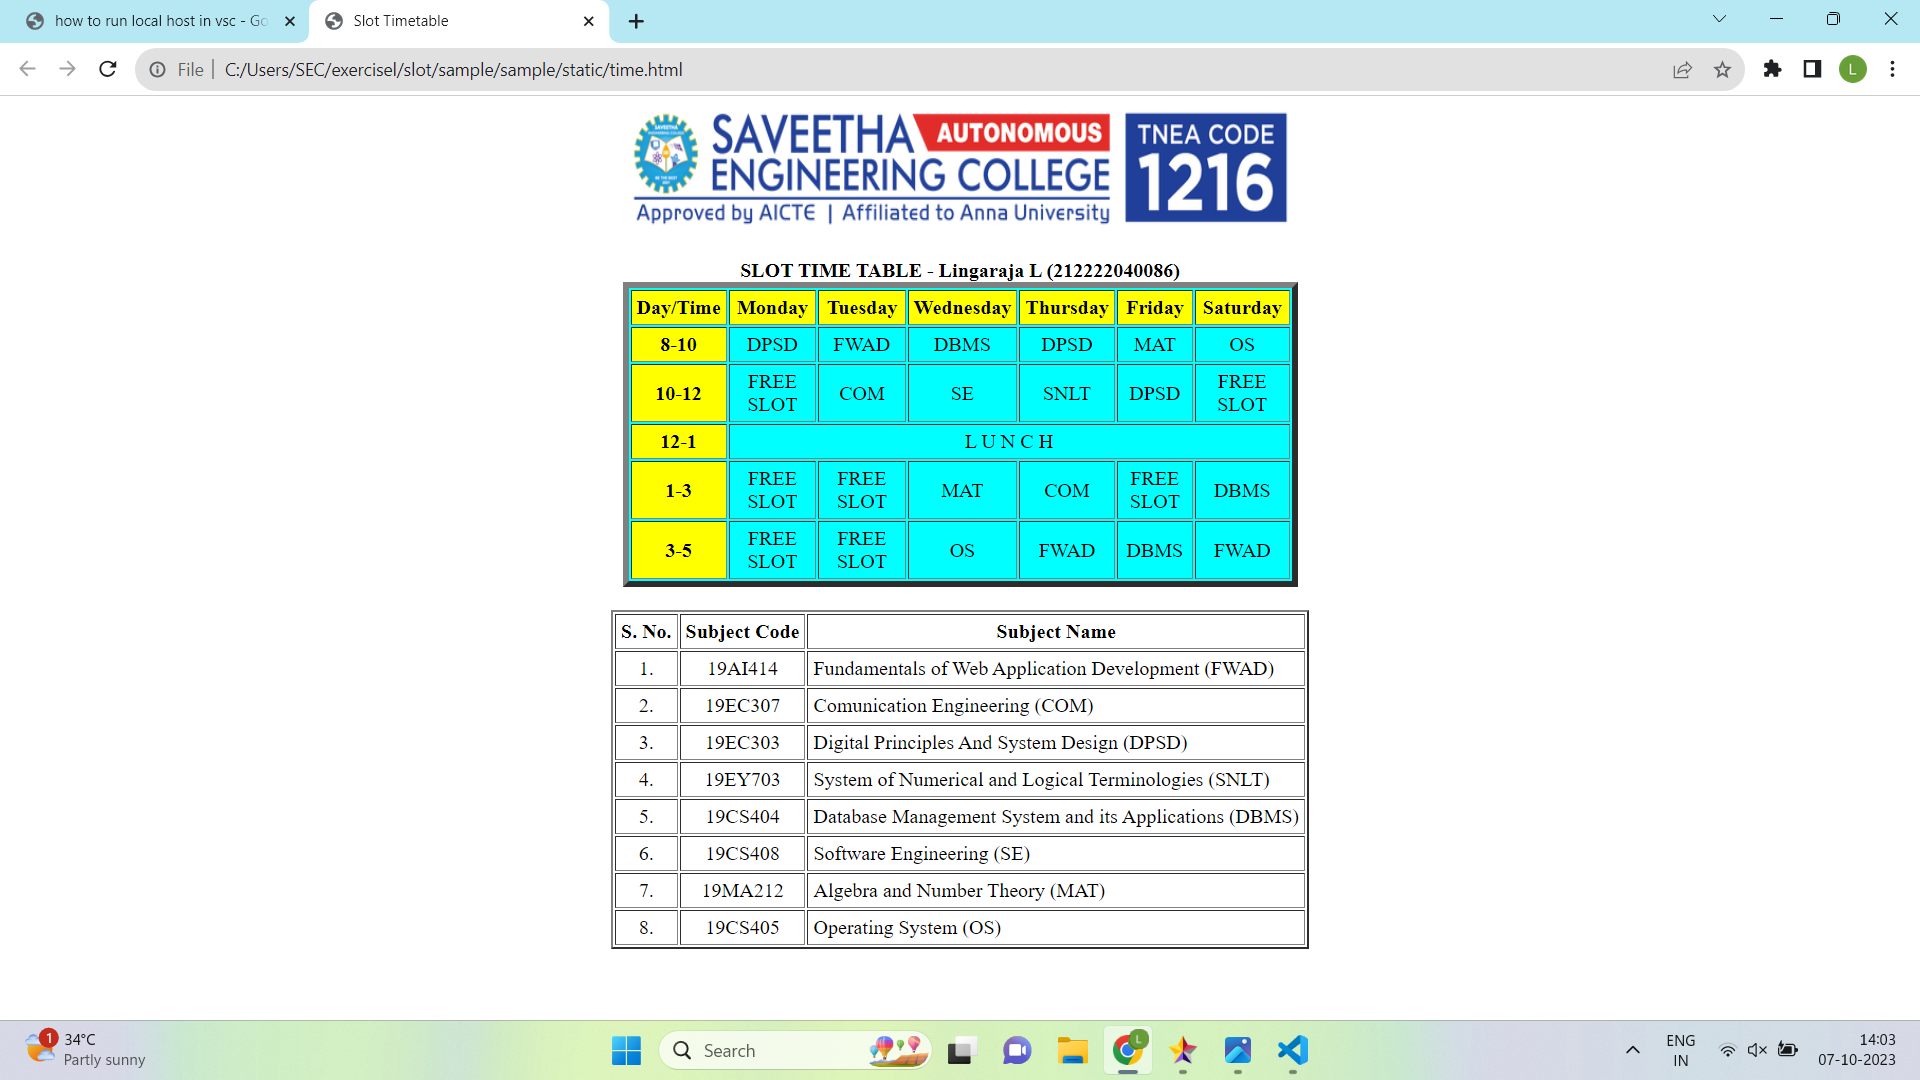 how to run local host in vsc - Go
Slot Timetable
File C:/Users/SEC/exercisel/slot/sample/sample/static/time.html
L
SAVEETHA AUTONOMOUS
ENGINEERING COLLEGE
Approved by AICTE | Affiliated to Anna University
TNEA CODE
1216
SLOT TIME TABLE - Lingaraja L (212222040086)
Day/Time Monday Tuesday Wednesday Thursday Friday Saturday
8-10 DPSD FWAD DBMS DPSD MAT OS
10-12 FREE SLOT COM SE SNLT DPSD FREE SLOT
12-1 L U N C H
1-3 FREE SLOT FREE SLOT MAT COM FREE SLOT DBMS
3-5 FREE SLOT FREE SLOT OS FWAD DBMS FWAD
S. No. Subject Code Subject Name
1. 19AI414 Fundamentals of Web Application Development (FWAD)
2. 19EC307 Comunication Engineering (COM)
3. 19EC303 Digital Principles And System Design (DPSD)
4. 19EY703 System of Numerical and Logical Terminologies (SNLT)
5. 19CS404 Database Management System and its Applications (DBMS)
6. 19CS408 Software Engineering (SE)
7. 19MA212 Algebra and Number Theory (MAT)
8. 19CS405 Operating System (OS)
1
34°C
Partly sunny
Search
L
ENG
IN
14:03
07-10-2023